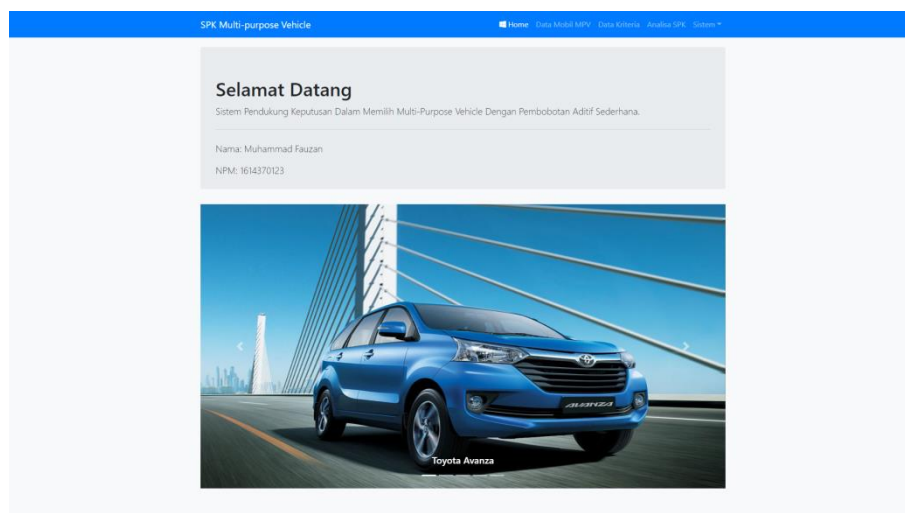 SPK Multi-purpose Vehicle
Home Data Mobil MPV Data Kriteria Analisa SPK Sistem
Selamat Datang
Sistem Pendukung Keputusan Dalam Memilih Multi-Purpose Vehicle Dengan Pembobotan Aditif Sederhana.
Nama: Muhammad Fauzan
NPM: 1614370123
AVANZA
Toyota Avanza